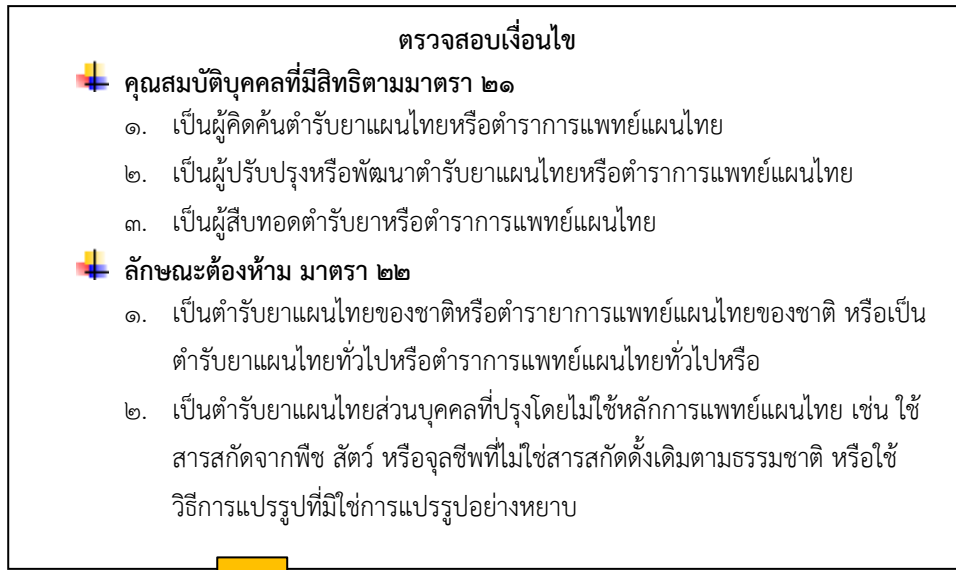 ตรวจสอบเงื่อนไข
คุณสมบัติบุคคลที่มีสิทธิตามมาตรา ๒๑
๑. เป็นผู้คิดค้นตำรับยาแผนไทยหรือตำราการแพทย์แผนไทย
๒. เป็นผู้ปรับปรุงหรือพัฒนาตำรับยาแผนไทยหรือตำราการแพทย์แผนไทย
๓. เป็นผู้สืบทอดตำรับยาหรือตำราการแพทย์แผนไทย
ลักษณะต้องห้าม มาตรา ๒๒
๑. เป็นตำรับยาแผนไทยของชาติหรือตำรายาการแพทย์แผนไทยของชาติ หรือเป็น
ตำรับยาแผนไทยทั่วไปหรือตำราการแพทย์แผนไทยทั่วไปหรือ
๒. เป็นตำรับยาแผนไทยส่วนบุคคลที่ปรุงโดยไม่ใช้หลักการแพทย์แผนไทย เช่น ใช้
สารสกัดจากพืช สัตว์ หรือจุลชีพที่ไม่ใช่สารสกัดดั้งเดิมตามธรรมชาติ หรือใช้
วิธีการแปรรูปที่มิใช่การแปรรูปอย่างหยาบ